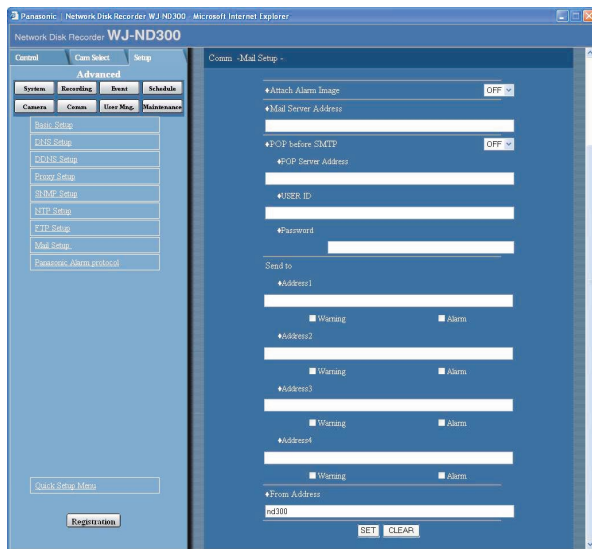 Panasonic | Network Disk Recorder WJ-ND300 - Microsoft Internet Explorer
Network Disk Recorder WJ-ND300
Control Cam Select Setup
Advanced
System Recording Event Schedule
Camera Comm User Mng. Maintenance
Basic Setup
DNS Setup
DDNS Setup
Proxy Setup
SNMP Setup
NTP Setup
FTP Setup
Mail Setup
Panasonic Alarm protocol
Quick Setup Menu
Registration
Comm -Mail Setup -
♦Attach Alarm Image OFF
♦Mail Server Address
♦POP before SMTP OFF
♦POP Server Address
♦USER ID
♦Password
Send to
♦Address1
Warning Alarm
♦Address2
Warning Alarm
♦Address3
Warning Alarm
♦Address4
Warning Alarm
♦From Address
nd300
SET CLEAR